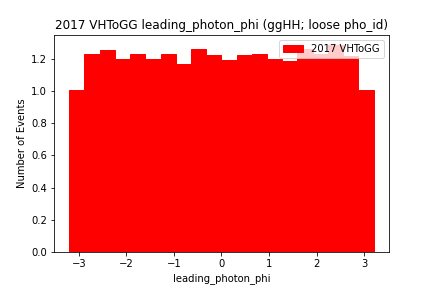 2017 VHToGG leading_photon_phi (ggHH; loose pho_id)
2017 VHToGG
Number of Events
1.2
1.0
0.8
0.6
0.4
0.2
0.0
−3 −2 −1 0 1 2 3
leading_photon_phi